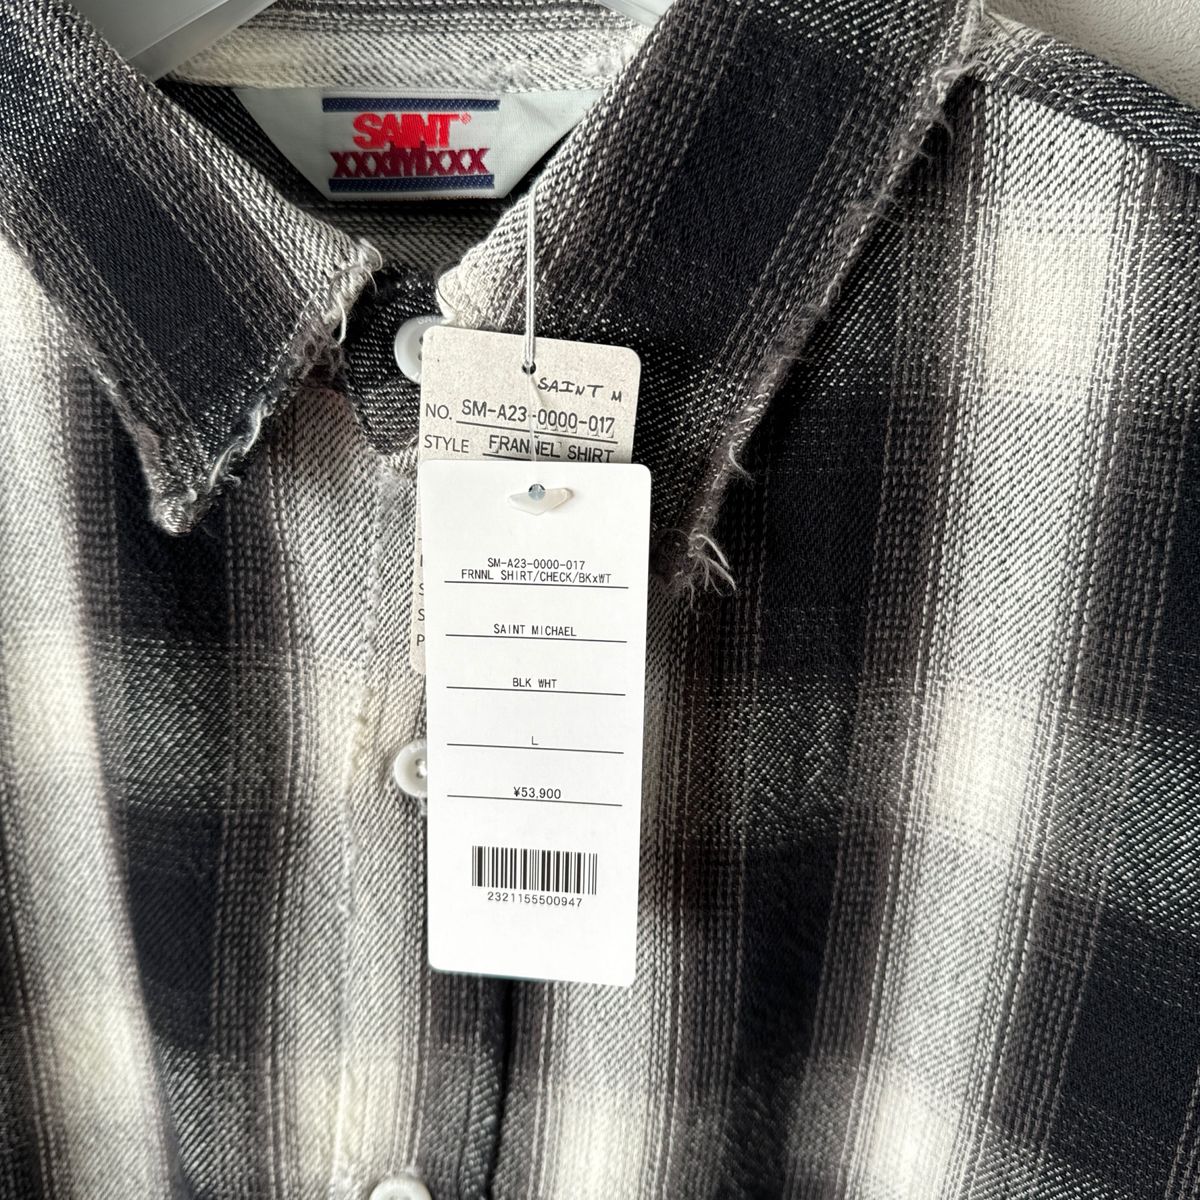 SAINT®
XXXMXXX
SAINT M
NO. SM-A23-0000-017
STYLE FRANNEL SHIRT
SM-A23-0000-017
FRNNL SHIRT/CHECK/BKxWT
SAINT MICHAEL
BLK WHT
L
¥53,900
2321155500947